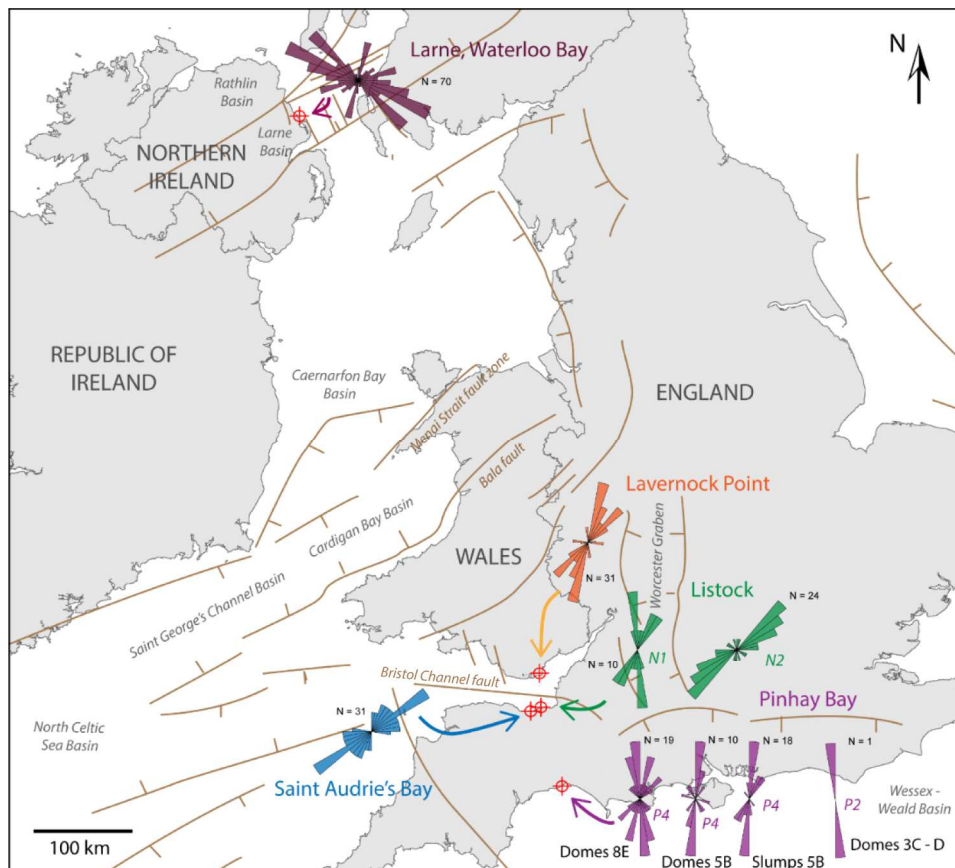 N
Larne, Waterloo Bay
N = 70
Rathlin
Basin
Larne
Basin
NORTHERN
IRELAND
REPUBLIC OF
IRELAND
ENGLAND
Caernarfon Bay
Basin
Menai Strait fault zone
Bala fault
Cardigan Bay Basin
Saint George's Channel Basin
WALES
Lavernock Point
N = 31
Worcester Graben
Listock
N = 24
N = 10
N1
N2
Bristol Channel fault
North Celtic
Sea Basin
N = 31
Saint Audrie's Bay
Pinhay Bay
N = 19
N = 10
N = 18
N = 1
P4
P4
P4
P2
Wessex -
Weald Basin
Domes 8E
Domes 5B
Slumps 5B
Domes 3C - D
100 km